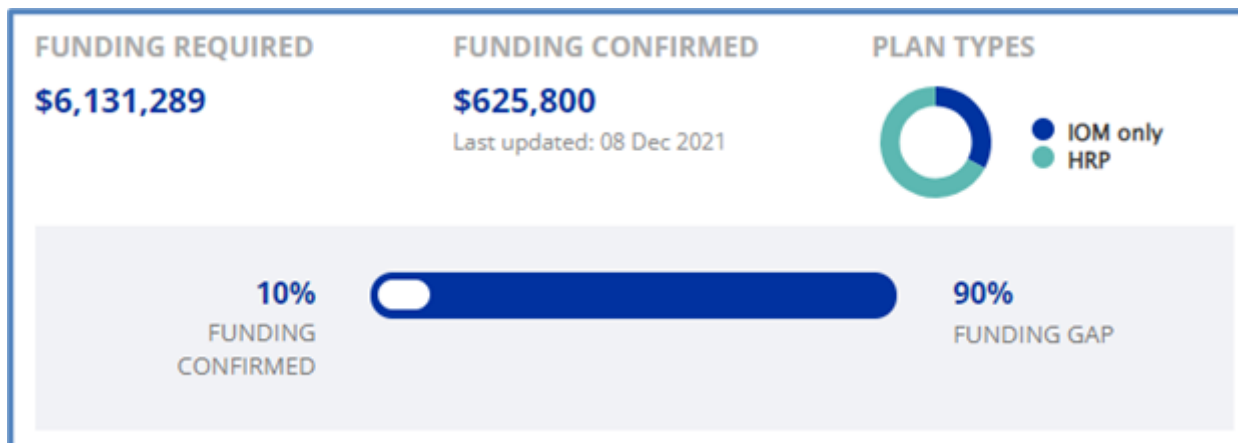 FUNDING REQUIRED
$6,131,289
FUNDING CONFIRMED
$625,800
Last updated: 08 Dec 2021
PLAN TYPES
IOM only
HRP
10%
FUNDING
CONFIRMED
90%
FUNDING GAP